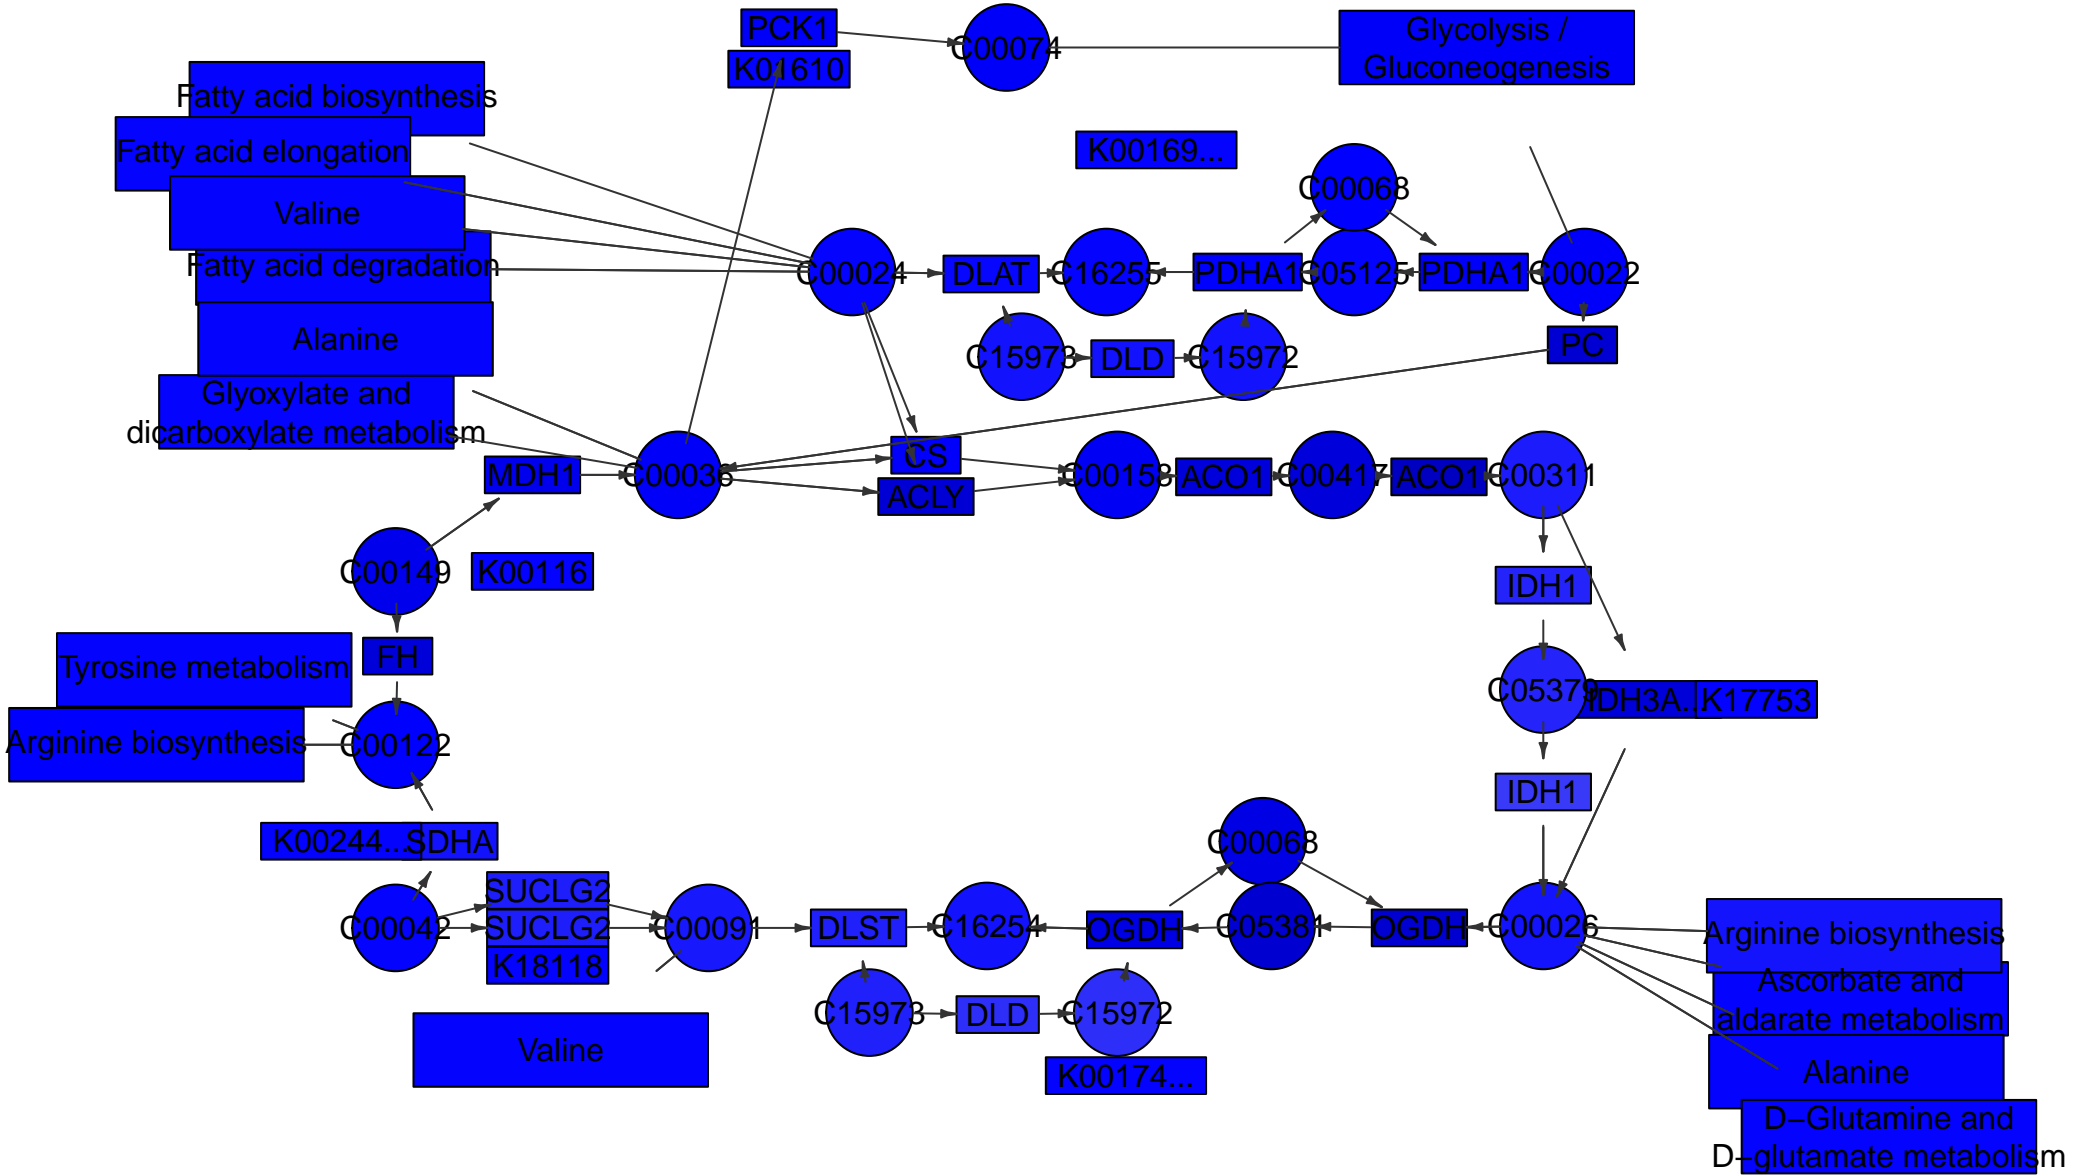 PCK1
C00074
Glycolysis /
Gluconeogenesis
K01610
Fatty acid biosynthesis
Fatty acid elongation
K00169...
C00068
Valine
Fatty acid degradation
C00024
DLAT
C16255
PDHA1
C05125
PDHA1
C00022
Alanine
C15973
DLD
C15972
PC
Glyoxylate and
dicarboxylate metabolism
MDH1
C00036
CS
ACLY
C00158
ACO1
C00417
ACO1
C00311
C00149
K00116
IDH1
FH
Tyrosine metabolism
C05379
IDH3A...
K17753
Arginine biosynthesis
C00122
IDH1
K00244...
SDHA
C00068
SUCLG2
C00042
SUCLG2
C00091
DLST
C16254
OGDH
C05381
OGDH
C00026
Arginine biosynthesis
K18118
Ascorbate and
aldarate metabolism
C15973
DLD
C15972
Valine
K00174...
Alanine
D−Glutamine and
D−glutamate metabolism